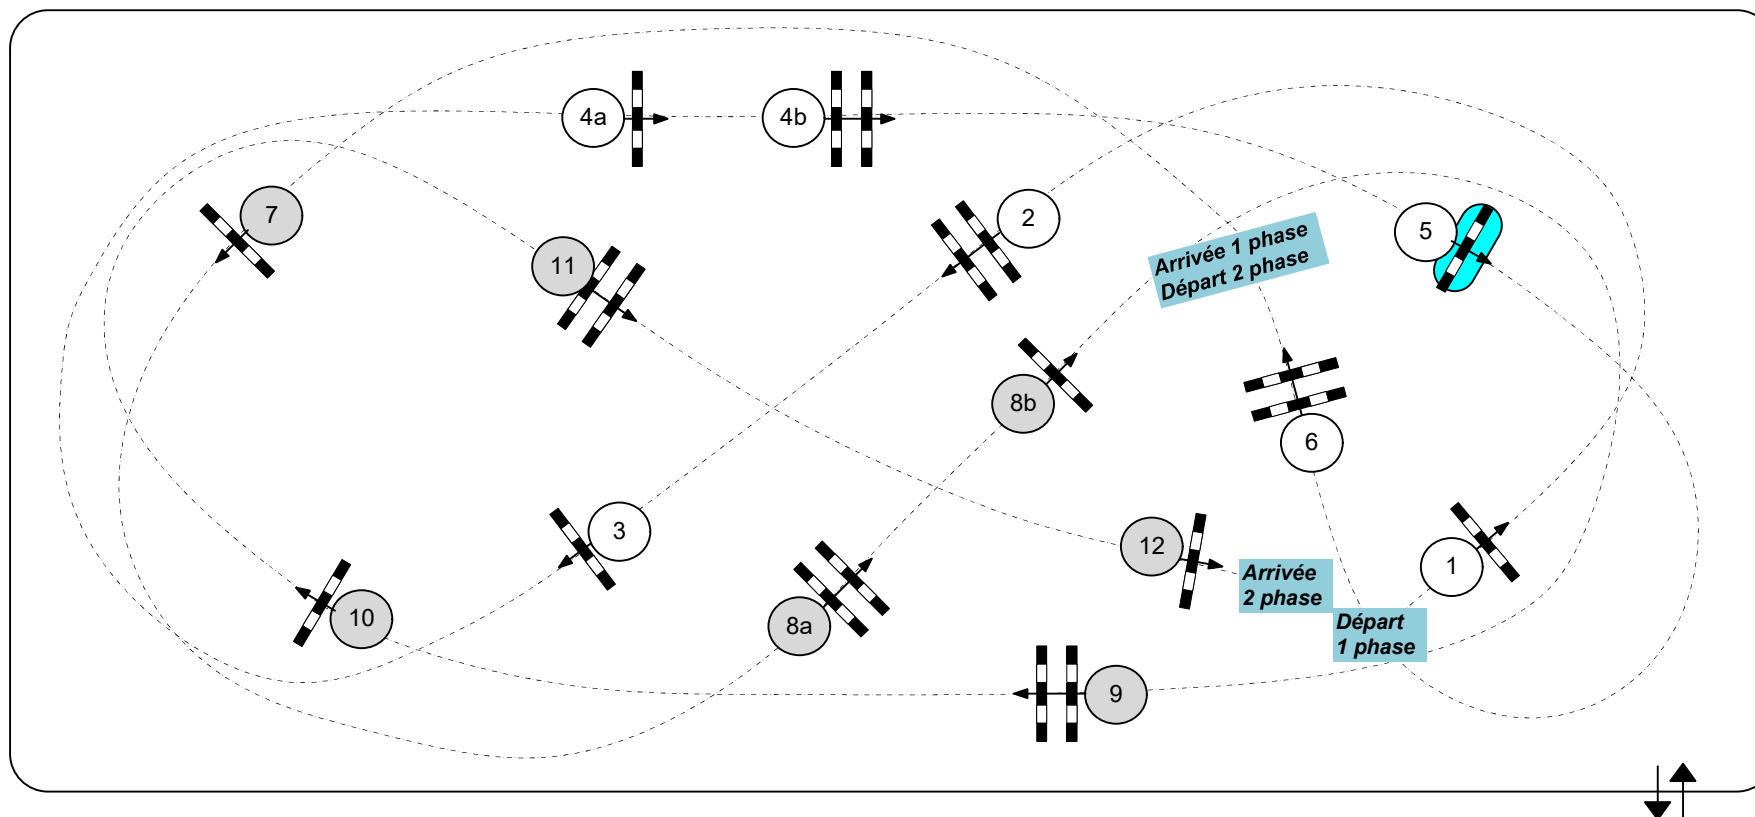 4a
4b
7
2
5
11
Arrivée 1 phase
Départ 2 phase
8b
6
3
12
1
Arrivée
2 phase
10
8a
Départ
1 phase
9